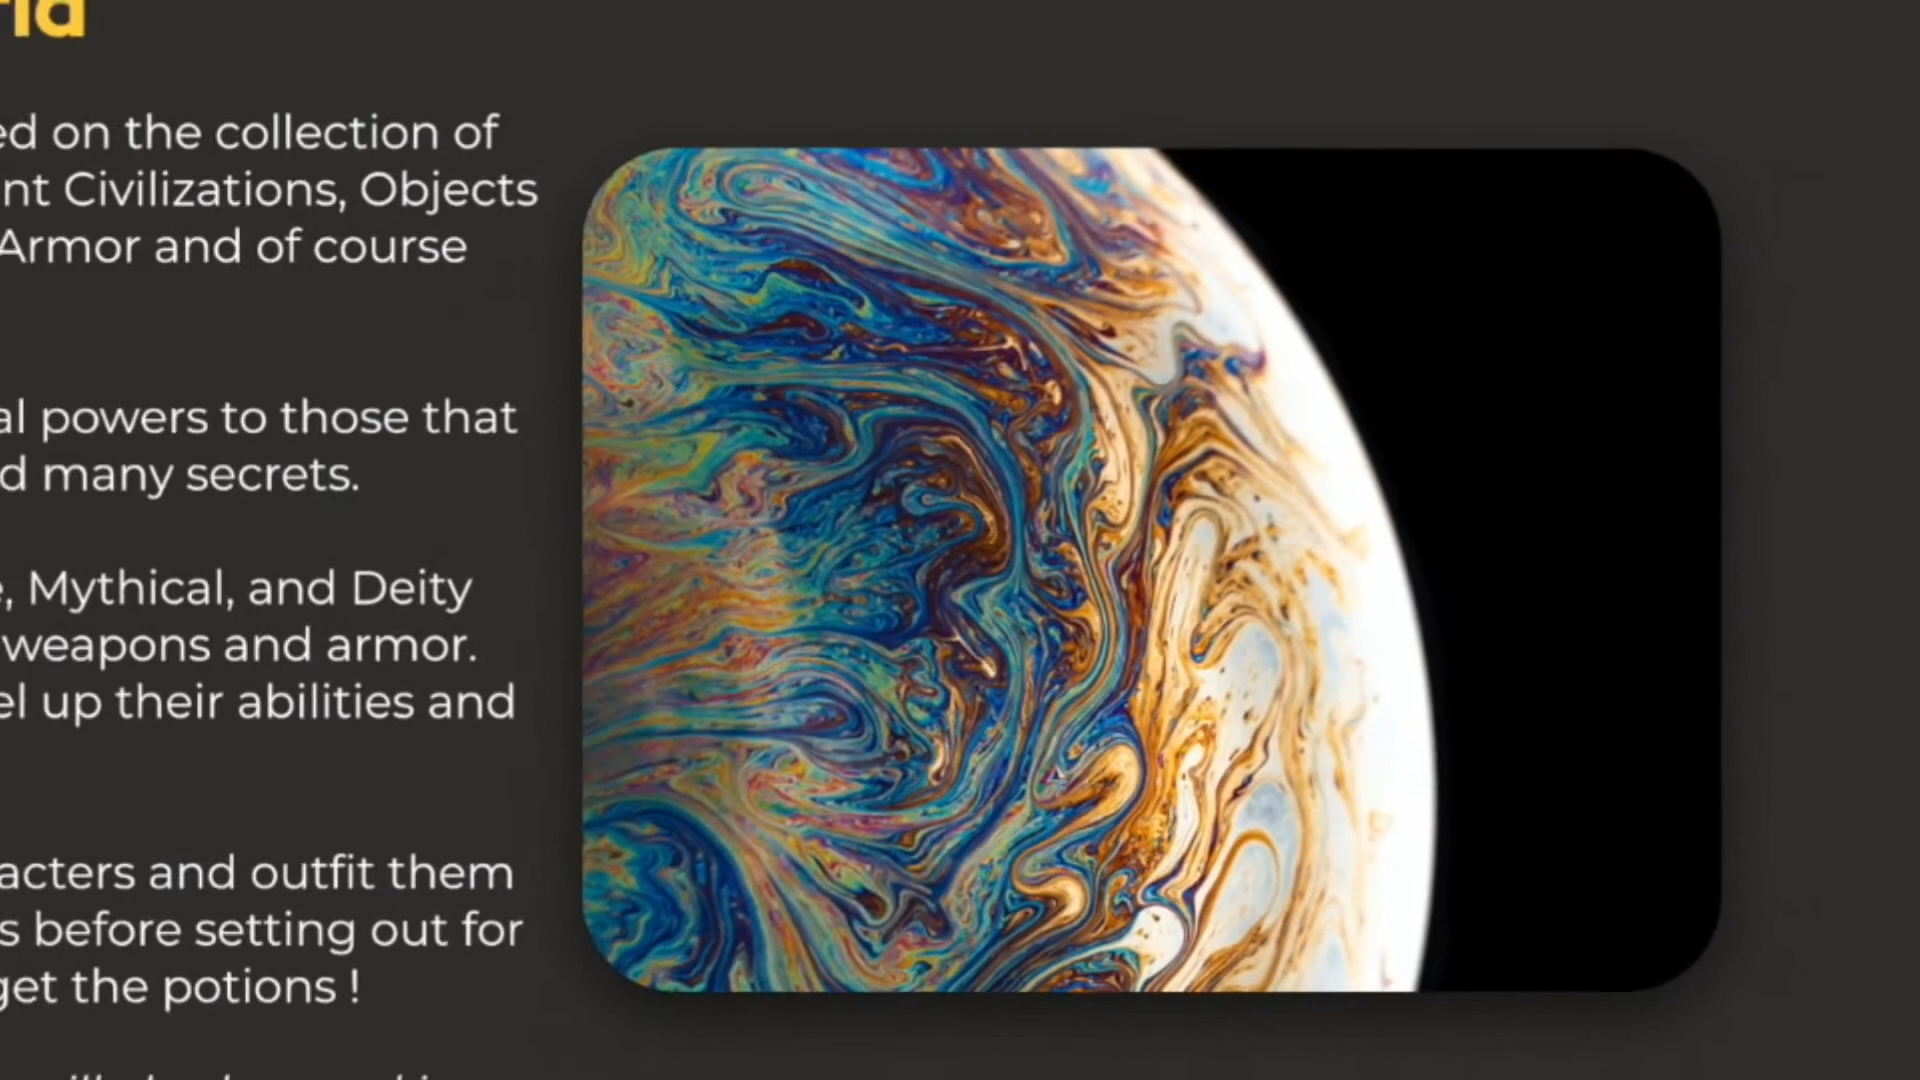 ed on the collection of
nt Civilizations, Objects
Armor and of course
al powers to those that
d many secrets.
, Mythical, and Deity
weapons and armor.
el up their abilities and
acters and outfit them
s before setting out for
get the potions !